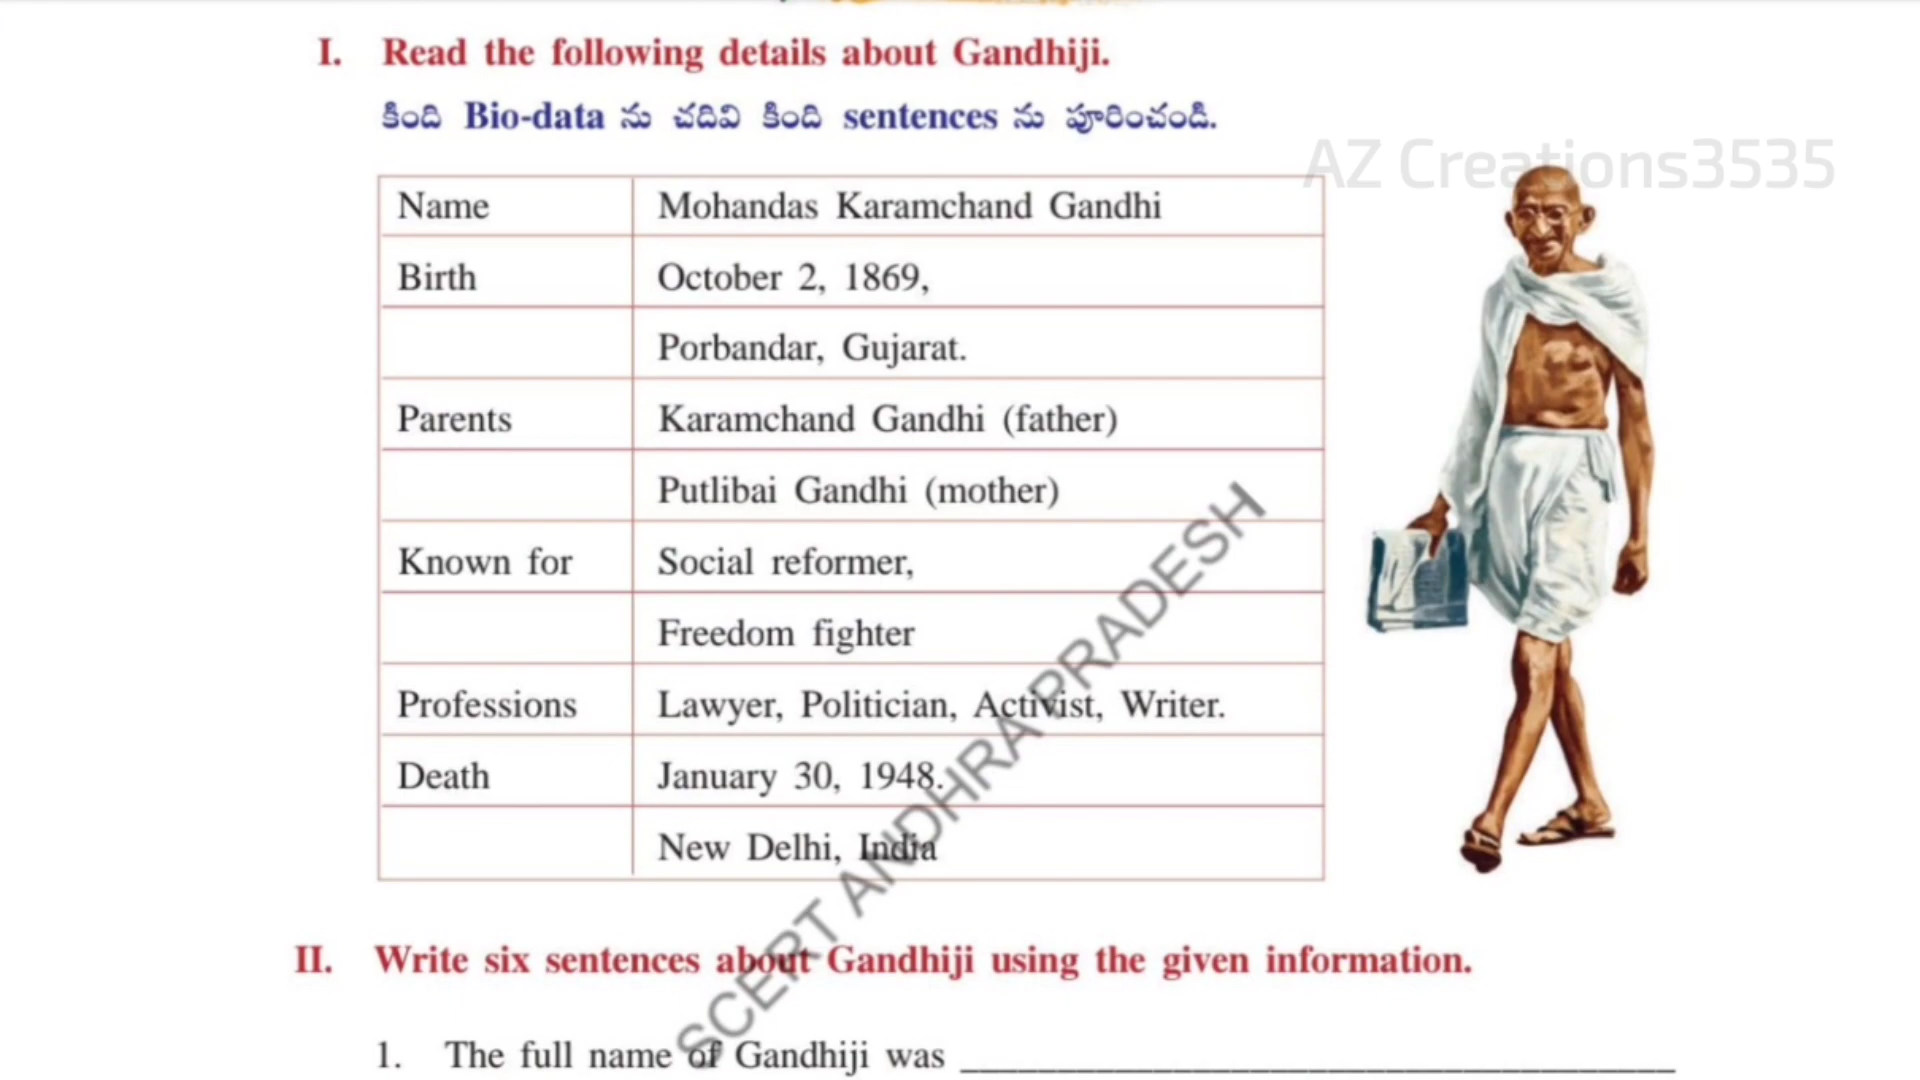 I. Read the following details about Gandhiji.
కింది Bio-data ను చదివి కింది sentences ను పూరించండి.
AZ Creations3535
Name Mohandas Karamchand Gandhi
Birth October 2, 1869,
Porbandar, Gujarat.
Parents Karamchand Gandhi (father)
Putlibai Gandhi (mother)
Known for Social reformer,
Freedom fighter
Professions Lawyer, Politician, Activist, Writer.
Death January 30, 1948.
New Delhi, India
SCERT ANDHRA PRADESH
II. Write six sentences about Gandhiji using the given information.
1. The full name of Gandhiji was